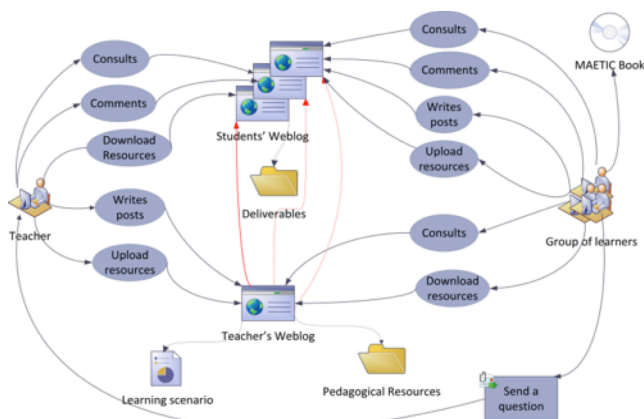 Consults
Comments
Download
Resources
Writes
posts
Upload
resources
Teacher
Students' Weblog
Deliverables
Teacher's Weblog
Learning scenario
Pedagogical Resources
Consults
Comments
Writes
posts
Upload
resources
Consults
Download
resources
MAETIC Book
Group of learners
Send a
question